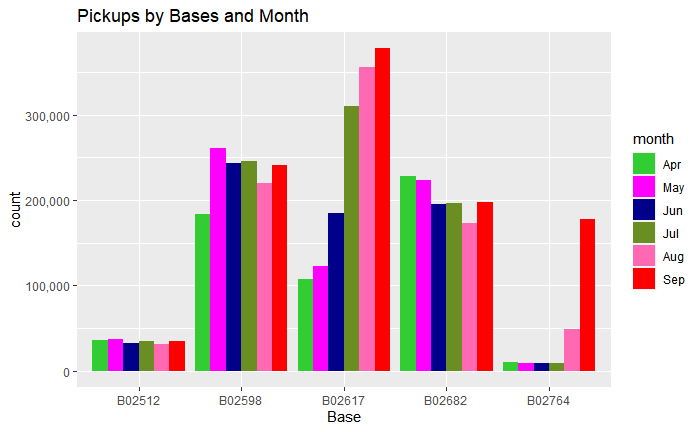 Pickups by Bases and Month
count
300,000
200,000
100,000
0
B02512 B02598 B02617 B02682 B02764
Base
month
Apr
May
Jun
Jul
Aug
Sep